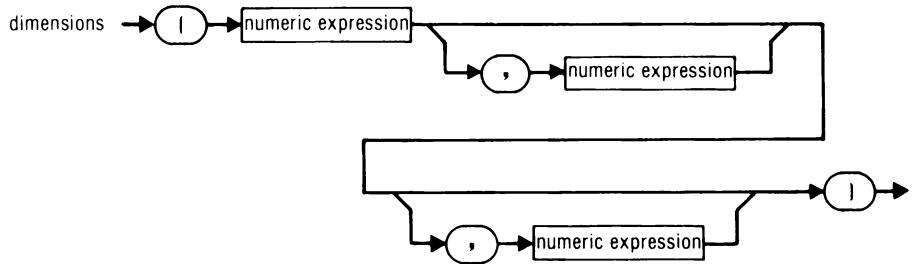 dimensions ( numeric expression
, numeric expression
)
, numeric expression